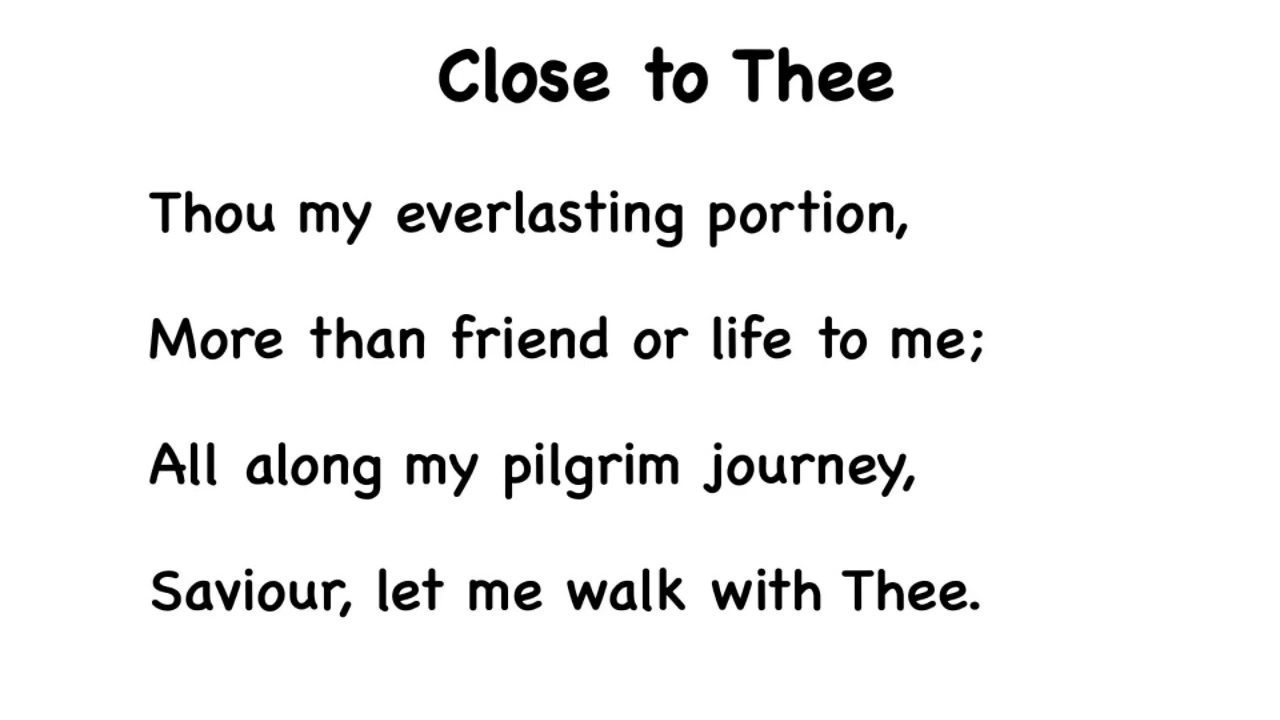 Close to Thee
Thou my everlasting portion,
More than friend or life to me;
All along my pilgrim journey,
Saviour, let me walk with Thee.